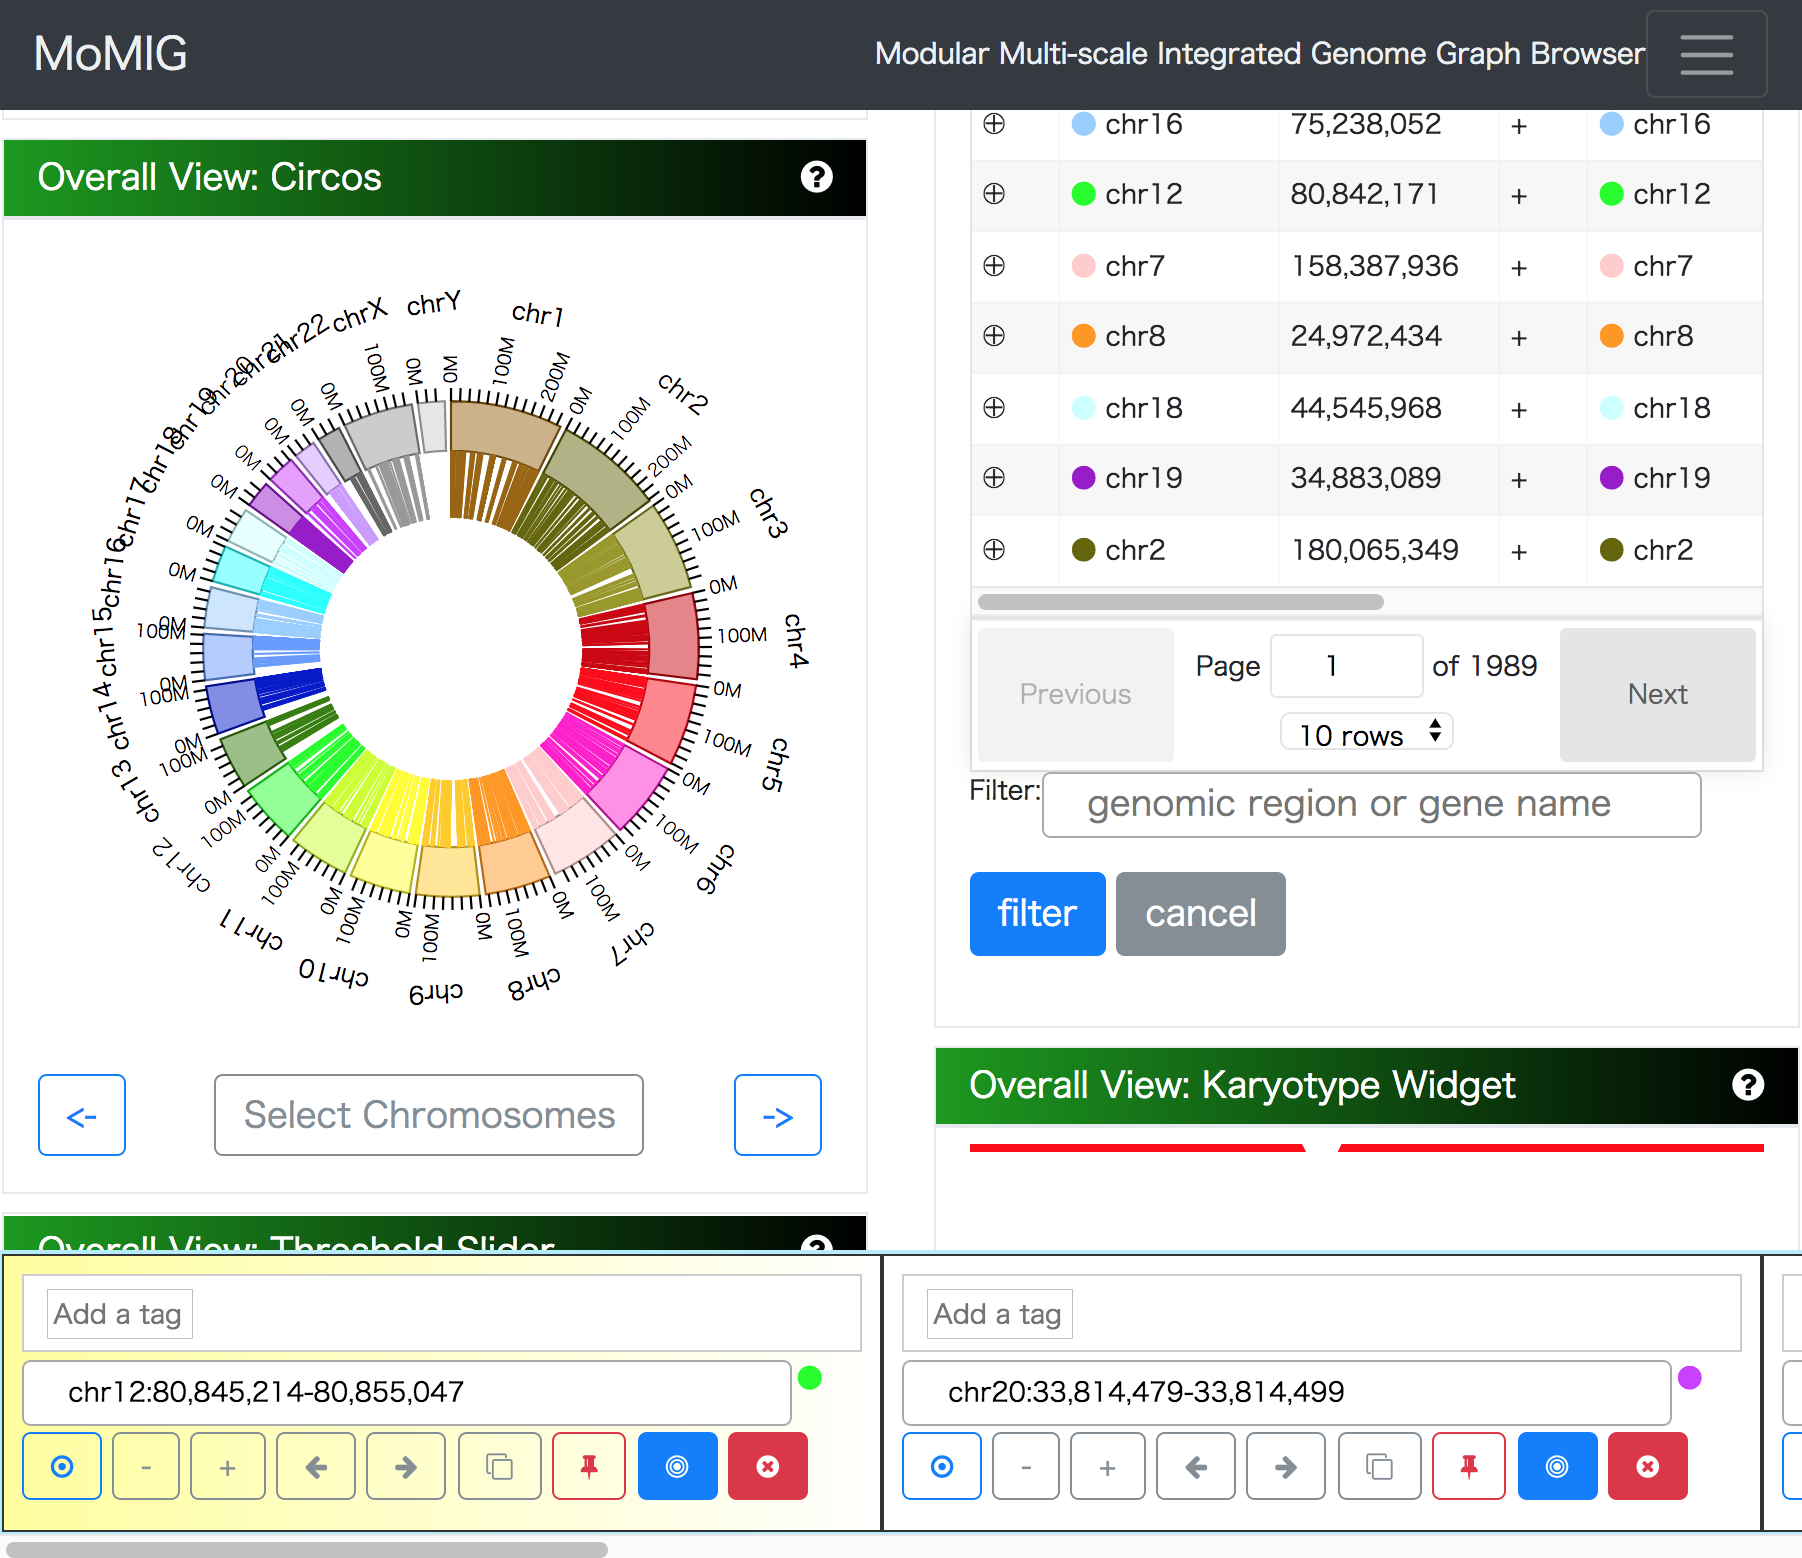 MoMIG
Modular Multi-scale Integrated Genome Graph Browser
Overall View: Circos
chr1
chr2
chr3
chr4
chr5
chr6
chr7
chr8
chr9
chr10
chr11
chr12
chr13
chr14
chr15
chr16
chr17
chr18
chr19
chr20
chr21
chr22
chrX
chrY
0M
100M
200M
0M
100M
200M
0M
100M
0M
100M
0M
100M
0M
100M
0M
100M
0M
100M
0M
100M
0M
100M
0M
100M
0M
100M
0M
100M
0M
100M
0M
100M
0M
0M
0M
0M
0M
0M
0M
0M
100M
0M
<-
Select Chromosomes
->
chr16 75,238,052 + chr16
chr12 80,842,171 + chr12
chr7 158,387,936 + chr7
chr8 24,972,434 + chr8
chr18 44,545,968 + chr18
chr19 34,883,089 + chr19
chr2 180,065,349 + chr2
Previous
Page 1 of 1989
10 rows
Next
Filter: genomic region or gene name
filter cancel
Overall View: Karyotype Widget
Overall View: Threshold Slider
Add a tag
chr12:80,845,214-80,855,047
- +
Add a tag
chr20:33,814,479-33,814,499
- +